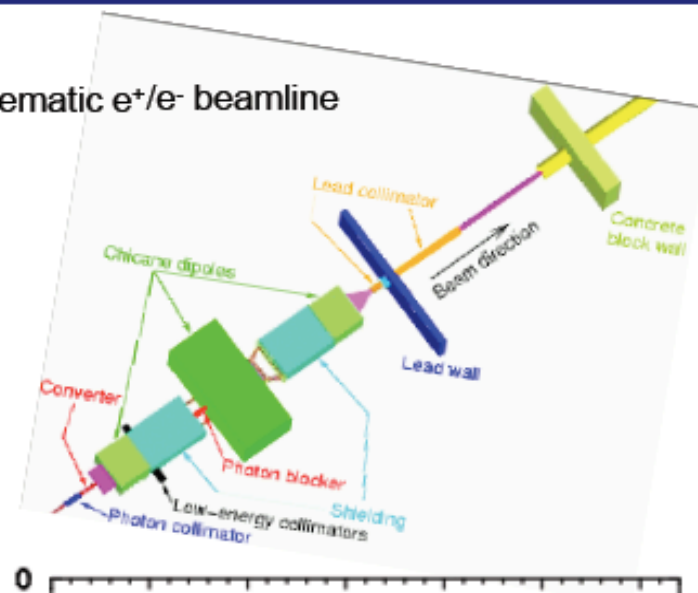 ematic e⁺/e⁻ beamline
Lead collimator
Concrete
block wall
Chicane dipoles
Beam direction
Lead wall
Converter
Photon blocker
Shielding
Low-energy collimators
Photon collimator
0